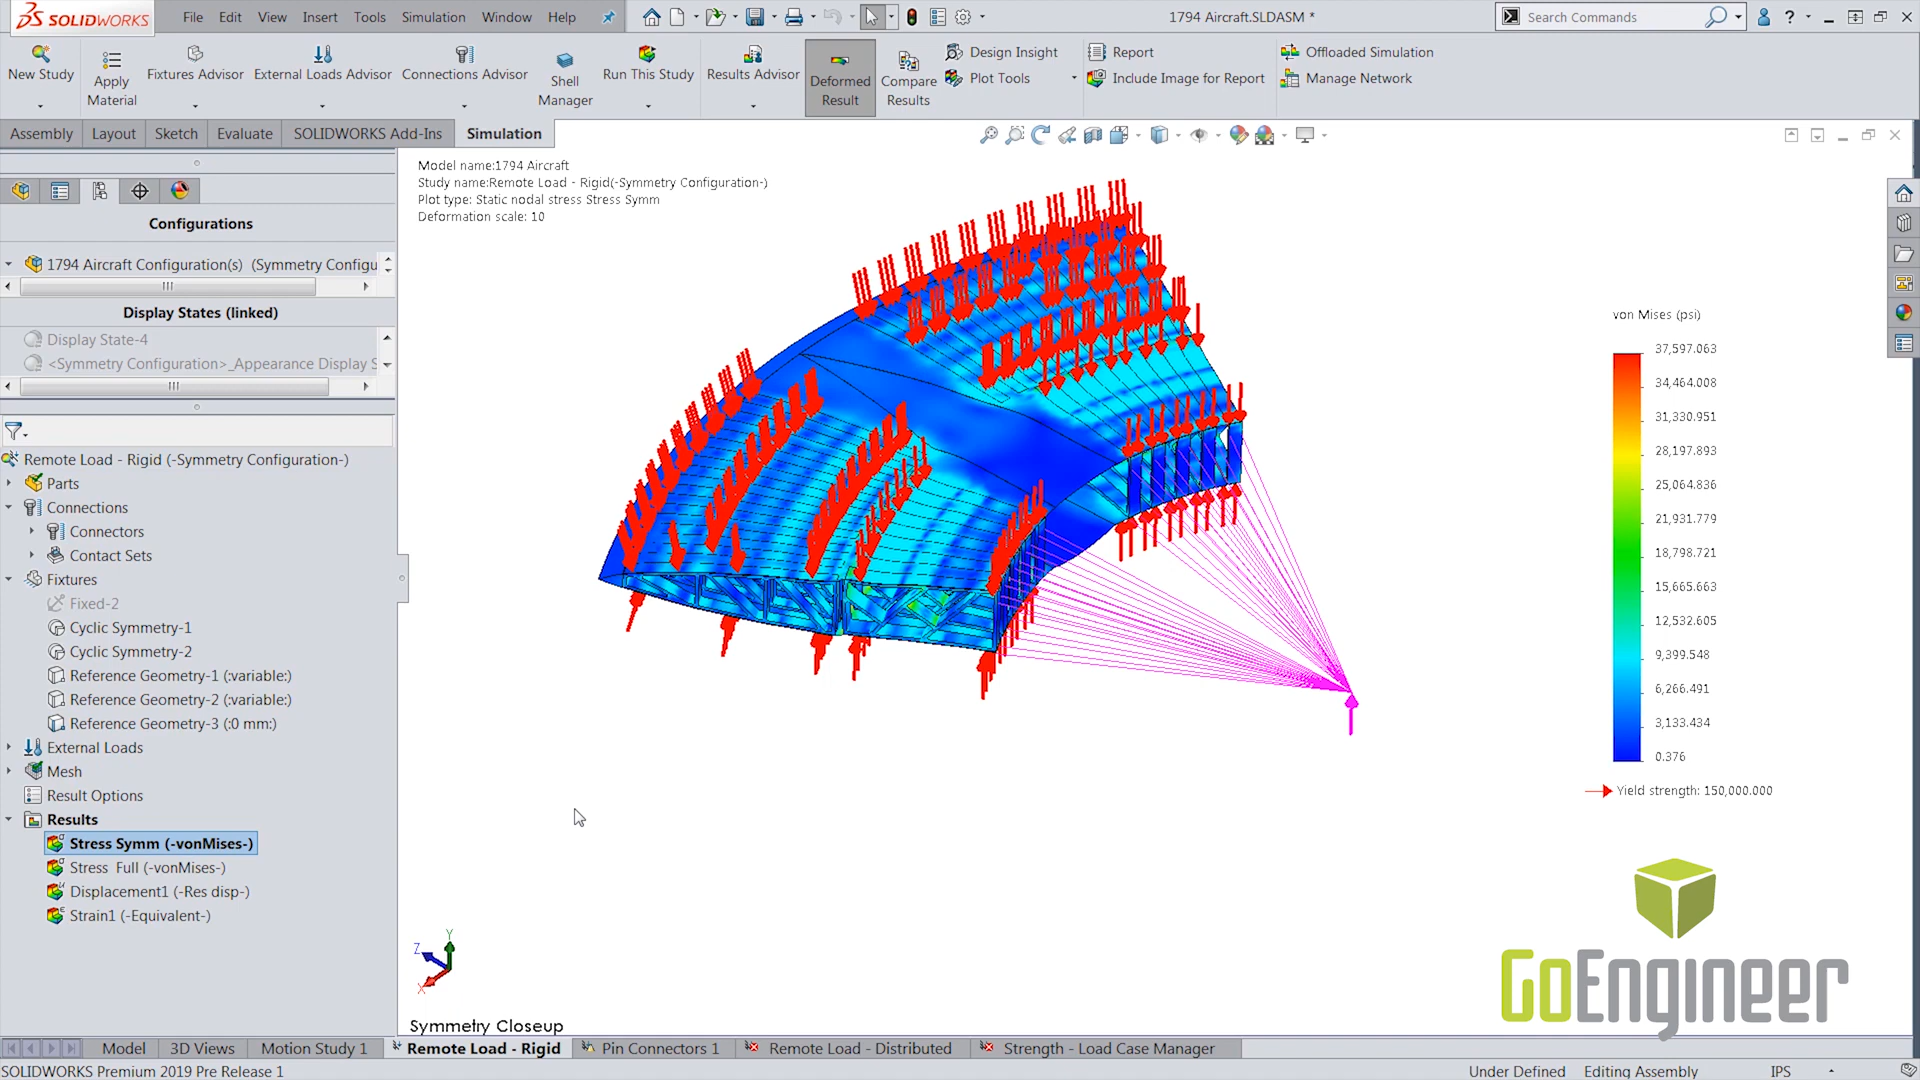 SOLIDWORKS
File Edit View Insert Tools Simulation Window Help
1794 Aircraft.SLDASM *
Search Commands
?
New Study
Apply Material
Fixtures Advisor
External Loads Advisor
Connections Advisor
Shell Manager
Run This Study
Results Advisor
Deformed Result
Compare Results
Design Insight
Plot Tools
Report
Include Image for Report
Offloaded Simulation
Manage Network
Assembly Layout Sketch Evaluate SOLIDWORKS Add-Ins Simulation
Configurations
1794 Aircraft Configuration(s) (Symmetry Configu
Display States (linked)
Display State-4
<Symmetry Configuration>_Appearance Display S
Remote Load - Rigid (-Symmetry Configuration-)
Parts
Connections
Connectors
Contact Sets
Fixtures
Fixed-2
Cyclic Symmetry-1
Cyclic Symmetry-2
Reference Geometry-1 (:variable:)
Reference Geometry-2 (:variable:)
Reference Geometry-3 (:0 mm:)
External Loads
Mesh
Result Options
Results
Stress Symm (-vonMises-)
Stress Full (-vonMises-)
Displacement1 (-Res disp-)
Strain1 (-Equivalent-)
Model name:1794 Aircraft
Study name:Remote Load - Rigid(-Symmetry Configuration-)
Plot type: Static nodal stress Stress Symm
Deformation scale: 10
von Mises (psi)
37,597.063
34,464.008
31,330.951
28,197.893
25,064.836
21,931.779
18,798.721
15,665.663
12,532.605
9,399.548
6,266.491
3,133.434
0.376
Yield strength: 150,000.000
Y
Z
X
Symmetry Closeup
GoEngineer
Model 3D Views Motion Study 1 Remote Load - Rigid Pin Connectors 1 Remote Load - Distributed Strength - Load Case Manager
SOLIDWORKS Premium 2019 Pre Release 1
Under Defined Editing Assembly IPS